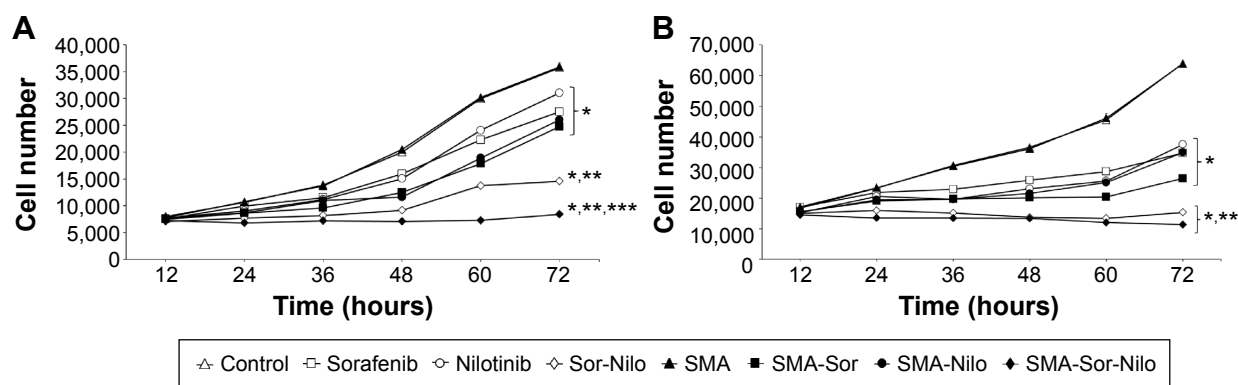 A
Cell number
40,000
35,000
30,000
25,000
20,000
15,000
10,000
5,000
0
*
*,**
*,**,***
12 24 36 48 60 72
Time (hours)
B
Cell number
70,000
60,000
50,000
40,000
30,000
20,000
10,000
0
*
*,**
12 24 36 48 60 72
Time (hours)
Control Sorafenib Nilotinib Sor-Nilo SMA SMA-Sor SMA-Nilo SMA-Sor-Nilo